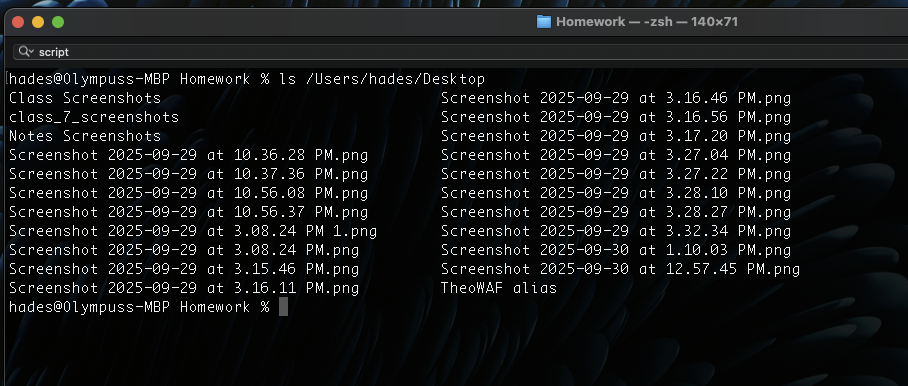 Homework — -zsh — 140×71
script
hades@Olympuss-MBP Homework % ls /Users/hades/Desktop
Class Screenshots Screenshot 2025-09-29 at 3.16.46 PM.png
class_7_screenshots Screenshot 2025-09-29 at 3.16.56 PM.png
Notes Screenshots Screenshot 2025-09-29 at 3.17.20 PM.png
Screenshot 2025-09-29 at 10.36.28 PM.png Screenshot 2025-09-29 at 3.27.04 PM.png
Screenshot 2025-09-29 at 10.37.36 PM.png Screenshot 2025-09-29 at 3.27.22 PM.png
Screenshot 2025-09-29 at 10.56.08 PM.png Screenshot 2025-09-29 at 3.28.10 PM.png
Screenshot 2025-09-29 at 10.56.37 PM.png Screenshot 2025-09-29 at 3.28.27 PM.png
Screenshot 2025-09-29 at 3.08.24 PM 1.png Screenshot 2025-09-29 at 3.32.34 PM.png
Screenshot 2025-09-29 at 3.08.24 PM.png Screenshot 2025-09-30 at 1.10.03 PM.png
Screenshot 2025-09-29 at 3.15.46 PM.png Screenshot 2025-09-30 at 12.57.45 PM.png
Screenshot 2025-09-29 at 3.16.11 PM.png TheoWAF alias
hades@Olympuss-MBP Homework %